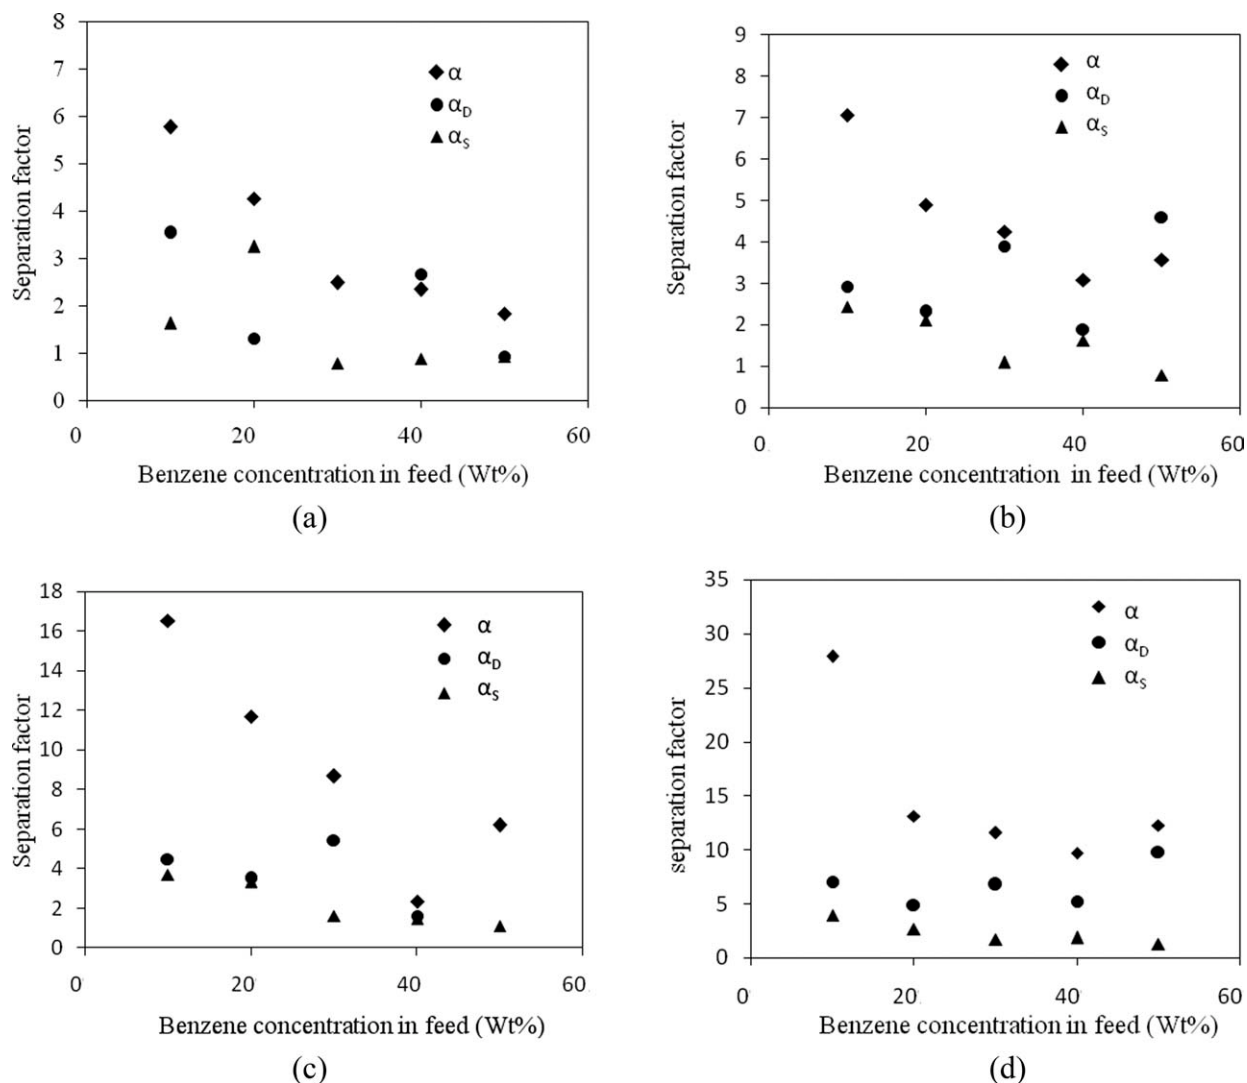 8
7
6
5
4
3
2
1
0
Separation factor
α
αD
αS
0 20 40 60
Benzene concentration in feed (Wt%)
(a)
9
8
7
6
5
4
3
2
1
0
Separation factor
α
αD
αS
0 20 40 60
Benzene concentration in feed (Wt%)
(b)
18
16
14
12
10
8
6
4
2
0
Separation factor
α
αD
αS
0 20 40 60
Benzene concentration in feed (Wt%)
(c)
35
30
25
20
15
10
5
0
separation factor
α
αD
αS
0 20 40 60
Benzene concentration in feed (Wt%)
(d)